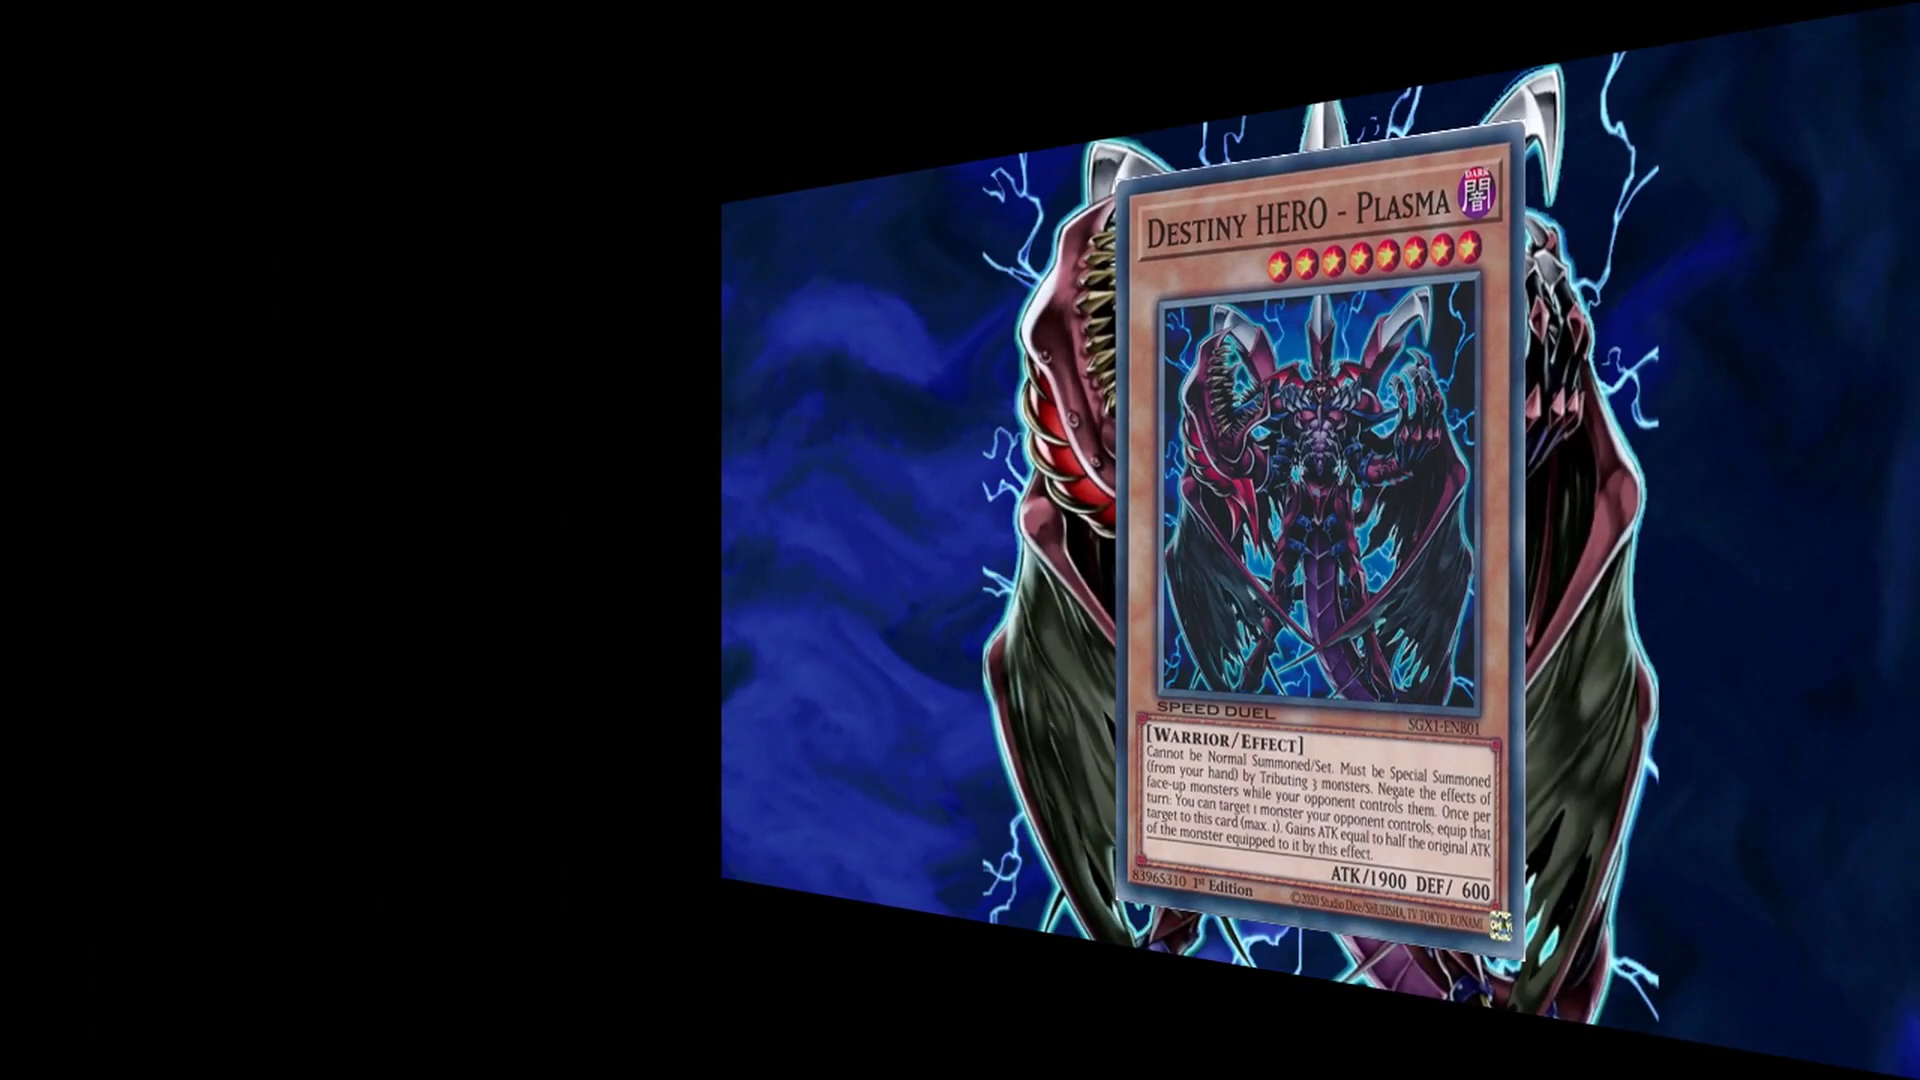 DESTINY HERO - PLASMA
DARK
闇
SPEED DUEL
SGX1-ENB01
[WARRIOR/EFFECT]
Cannot be Normal Summoned/Set. Must be Special Summoned
(from your hand) by Tributing 3 monsters. Negate the effects of
face-up monsters while your opponent controls them. Once per
turn: You can target 1 monster your opponent controls; equip that
target to this card (max. 1). Gains ATK equal to half the original ATK
of the monster equipped to it by this effect.
ATK/1900 DEF/ 600
83965310 1st Edition
©2020 Studio Dice/SHUEISHA, TV TOKYO, KONAMI